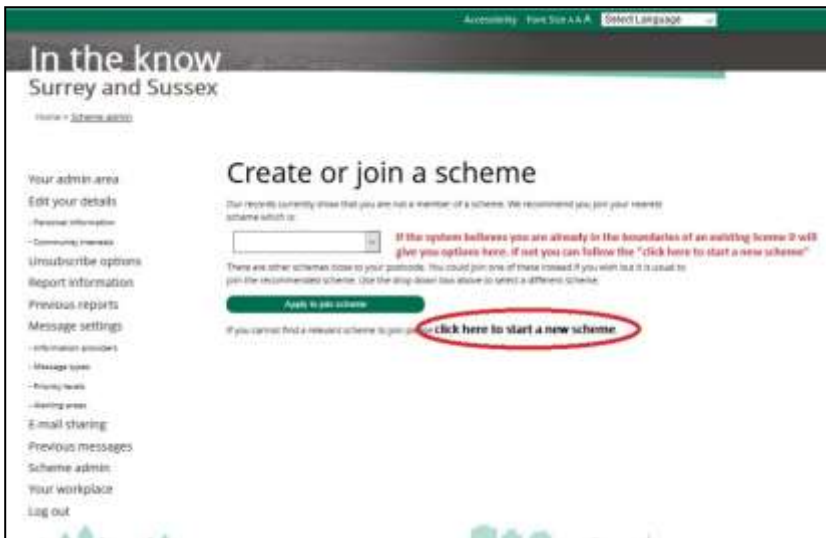 Accessibility Font Size A A A Select Language
In the know
Surrey and Sussex
Home > Scheme admin
Create or join a scheme
Our records currently show that you are not a member of a scheme. We recommend you join your nearest
scheme which is:
If the system believes you are already in the boundaries of an existing license it will
give you options here. If not you can follow the "click here to start a new scheme"
There are other schemes close to your postcode. You could join one of these instead if you wish but it is usual to
join the recommended scheme. Use the drop down box above to select a different scheme.
Apply to join scheme
If you cannot find a relevant scheme to join please click here to start a new scheme
Your admin area
Edit your details
- Personal information
- Community interests
Unsubscribe options
Report information
Previous reports
Message settings
- Information providers
- Message types
- Priority levels
- Alerting areas
E-mail sharing
Previous messages
Scheme admin
Your workplace
Log out